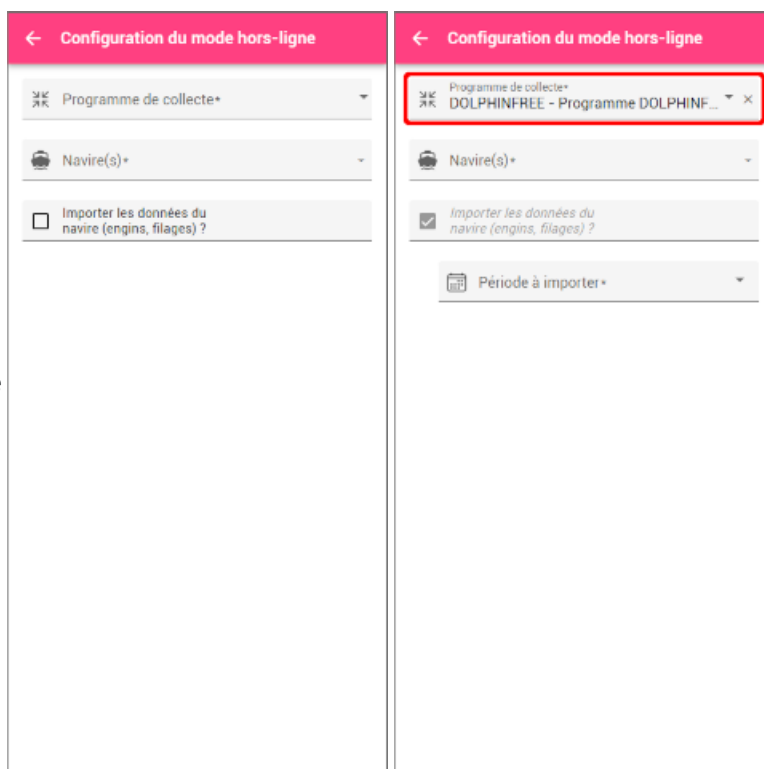 Configuration du mode hors-ligne
Programme de collecte*
Navire(s)*
Importer les données du
navire (engins, filages) ?
Configuration du mode hors-ligne
Programme de collecte*
DOLPHINFREE - Programme DOLPHINF...
Navire(s)*
Importer les données du
navire (engins, filages) ?
Période à importer*